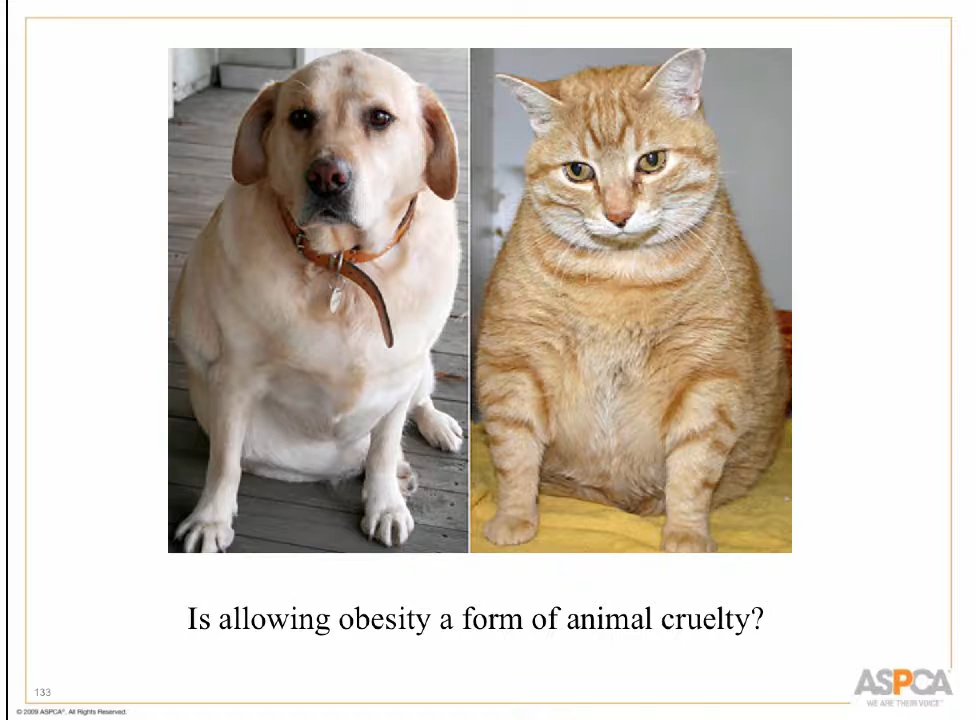 Is allowing obesity a form of animal cruelty?
133
ASPCA
WE ARE THEIR VOICE™
© 2009 ASPCA®. All Rights Reserved.